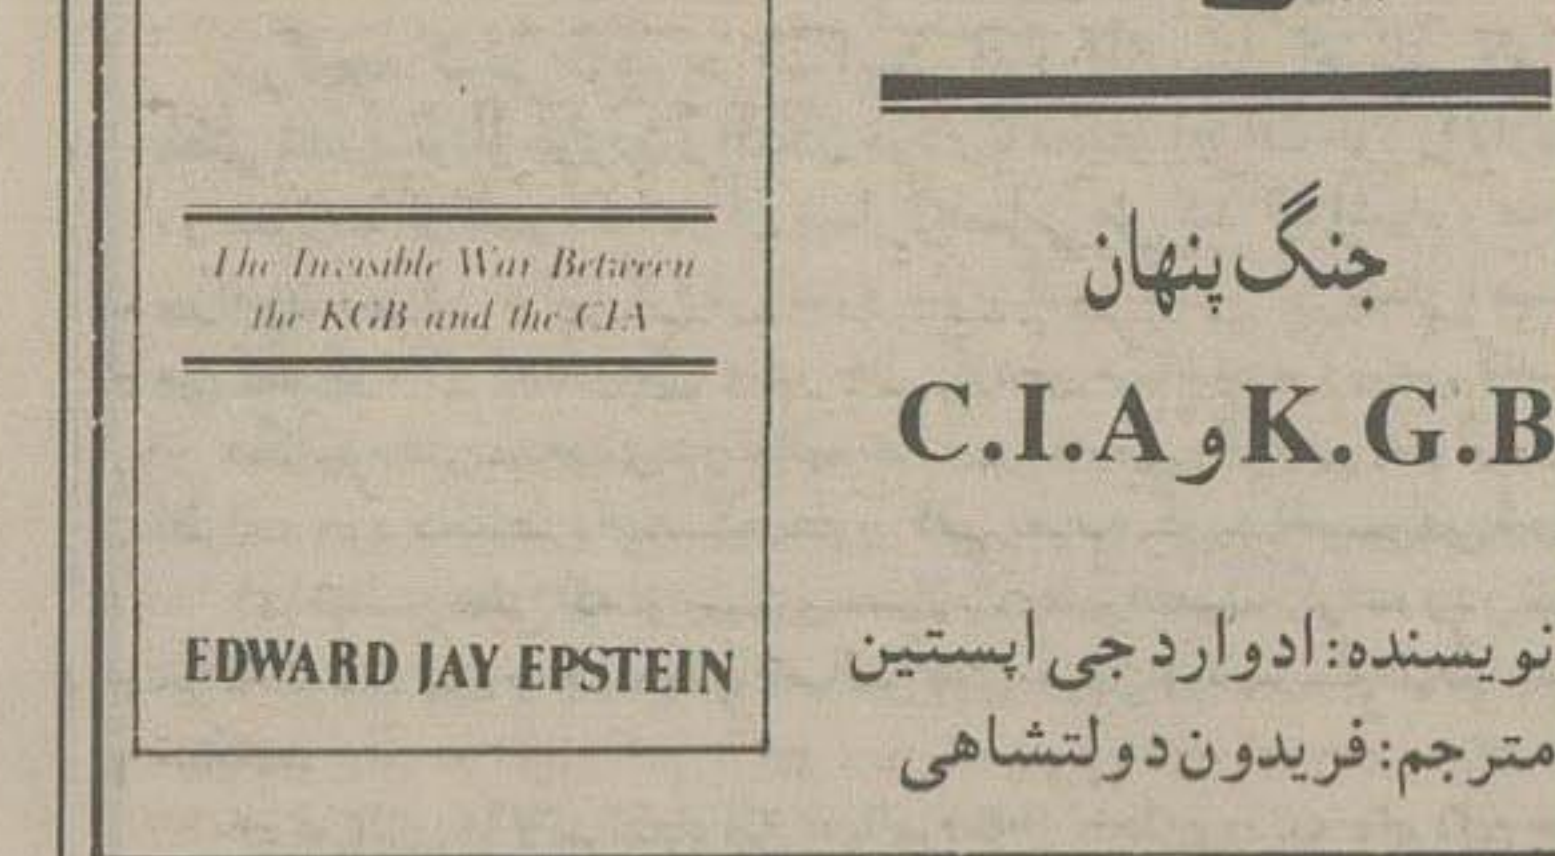 The Invisible War Between
the KGB and the CIA
EDWARD JAY EPSTEIN
جنگ پنهان
K.G.B و C.I.A
نویسنده: ادوارد جی اپستین
مترجم: فریدون دولتشاهی